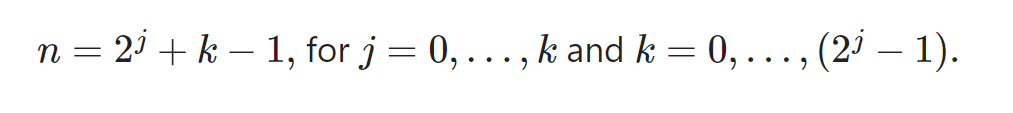 n = 2^j + k − 1, for j = 0, . . . , k and k = 0, . . . , (2^j − 1).